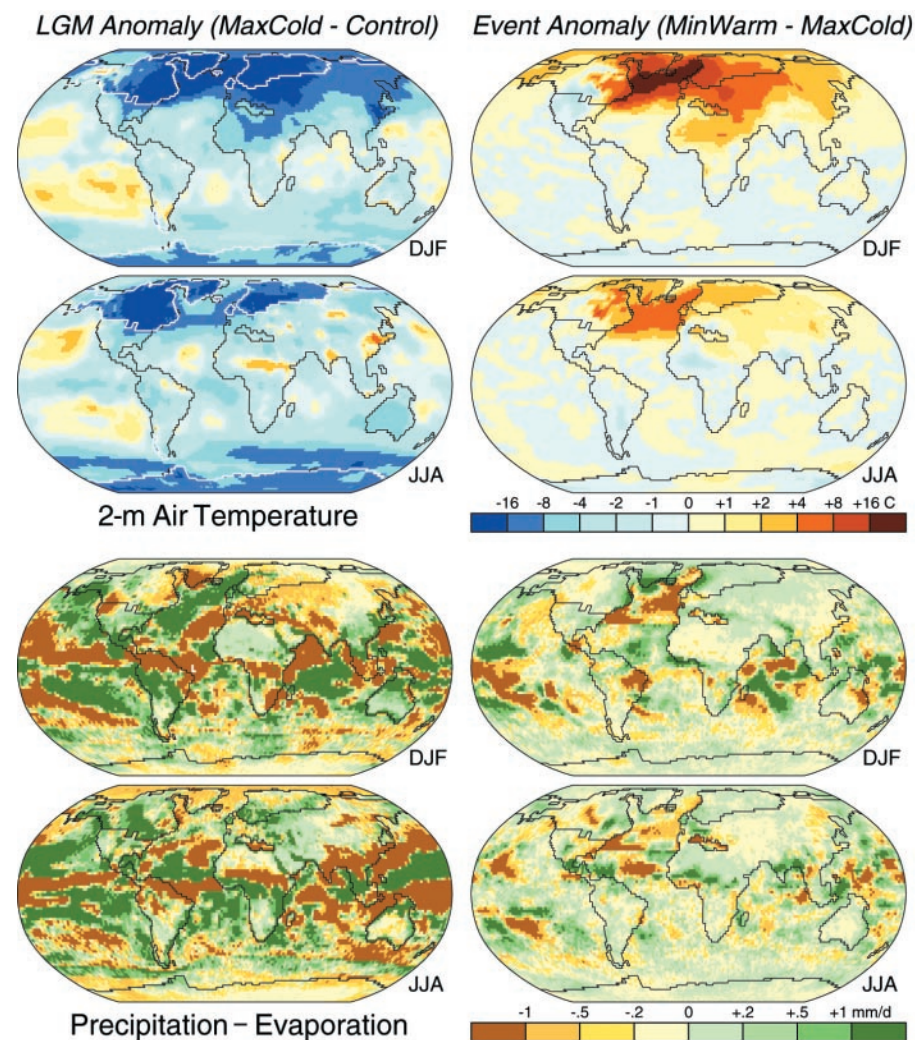 LGM Anomaly (MaxCold - Control)
Event Anomaly (MinWarm - MaxCold)
DJF
DJF
JJA
JJA
2-m Air Temperature
-16 -8 -4 -2 -1 0 +1 +2 +4 +8 +16 C
DJF
DJF
JJA
JJA
Precipitation – Evaporation
-1 -.5 -.2 0 +.2 +.5 +1 mm/d